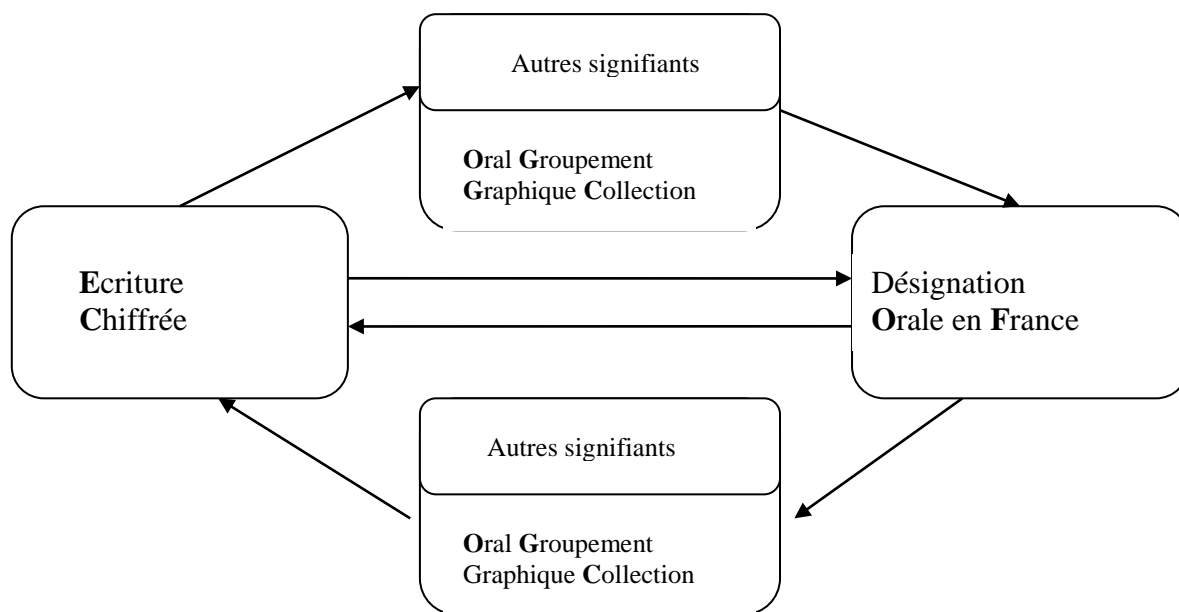 Autres signifiants
Oral Groupement
Graphique Collection
Ecriture
Chiffrée
Désignation
Orale en France
Autres signifiants
Oral Groupement
Graphique Collection